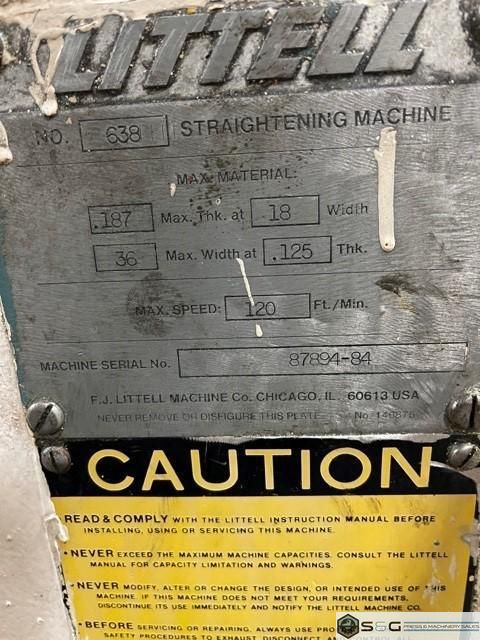 LITTELL
NO. 638 STRAIGHTENING MACHINE
MAX. MATERIAL:
.187 Max. Thk. at 18 Width
36 Max. Width at .125 Thk.
MAX. SPEED: 120 Ft./Min.
MACHINE SERIAL No. 87894-84
F.J. LITTELL MACHINE Co. CHICAGO, IL. 60613 USA
NEVER REMOVE OR DISFIGURE THIS PLATE No. 140875
CAUTION
READ & COMPLY WITH THE LITTELL INSTRUCTION MANUAL BEFORE
INSTALLING, USING OR SERVICING THIS MACHINE.
• NEVER EXCEED THE MAXIMUM MACHINE CAPACITIES. CONSULT THE LITTELL
MANUAL FOR CAPACITY LIMITATION AND WARNINGS.
• NEVER MODIFY, ALTER OR CHANGE THE DESIGN, OR INTENDED USE OF THIS
MACHINE. IF THIS MACHINE DOES NOT MEET YOUR REQUIREMENTS,
DISCONTINUE ITS USE IMMEDIATELY AND NOTIFY THE LITTELL MACHINE CO.
• BEFORE SERVICING OR REPAIRING, ALWAYS USE
SAFETY PROCEDURES TO EXHAUST, DISCONNECT
S&G PRESS & MACHINERY SALES